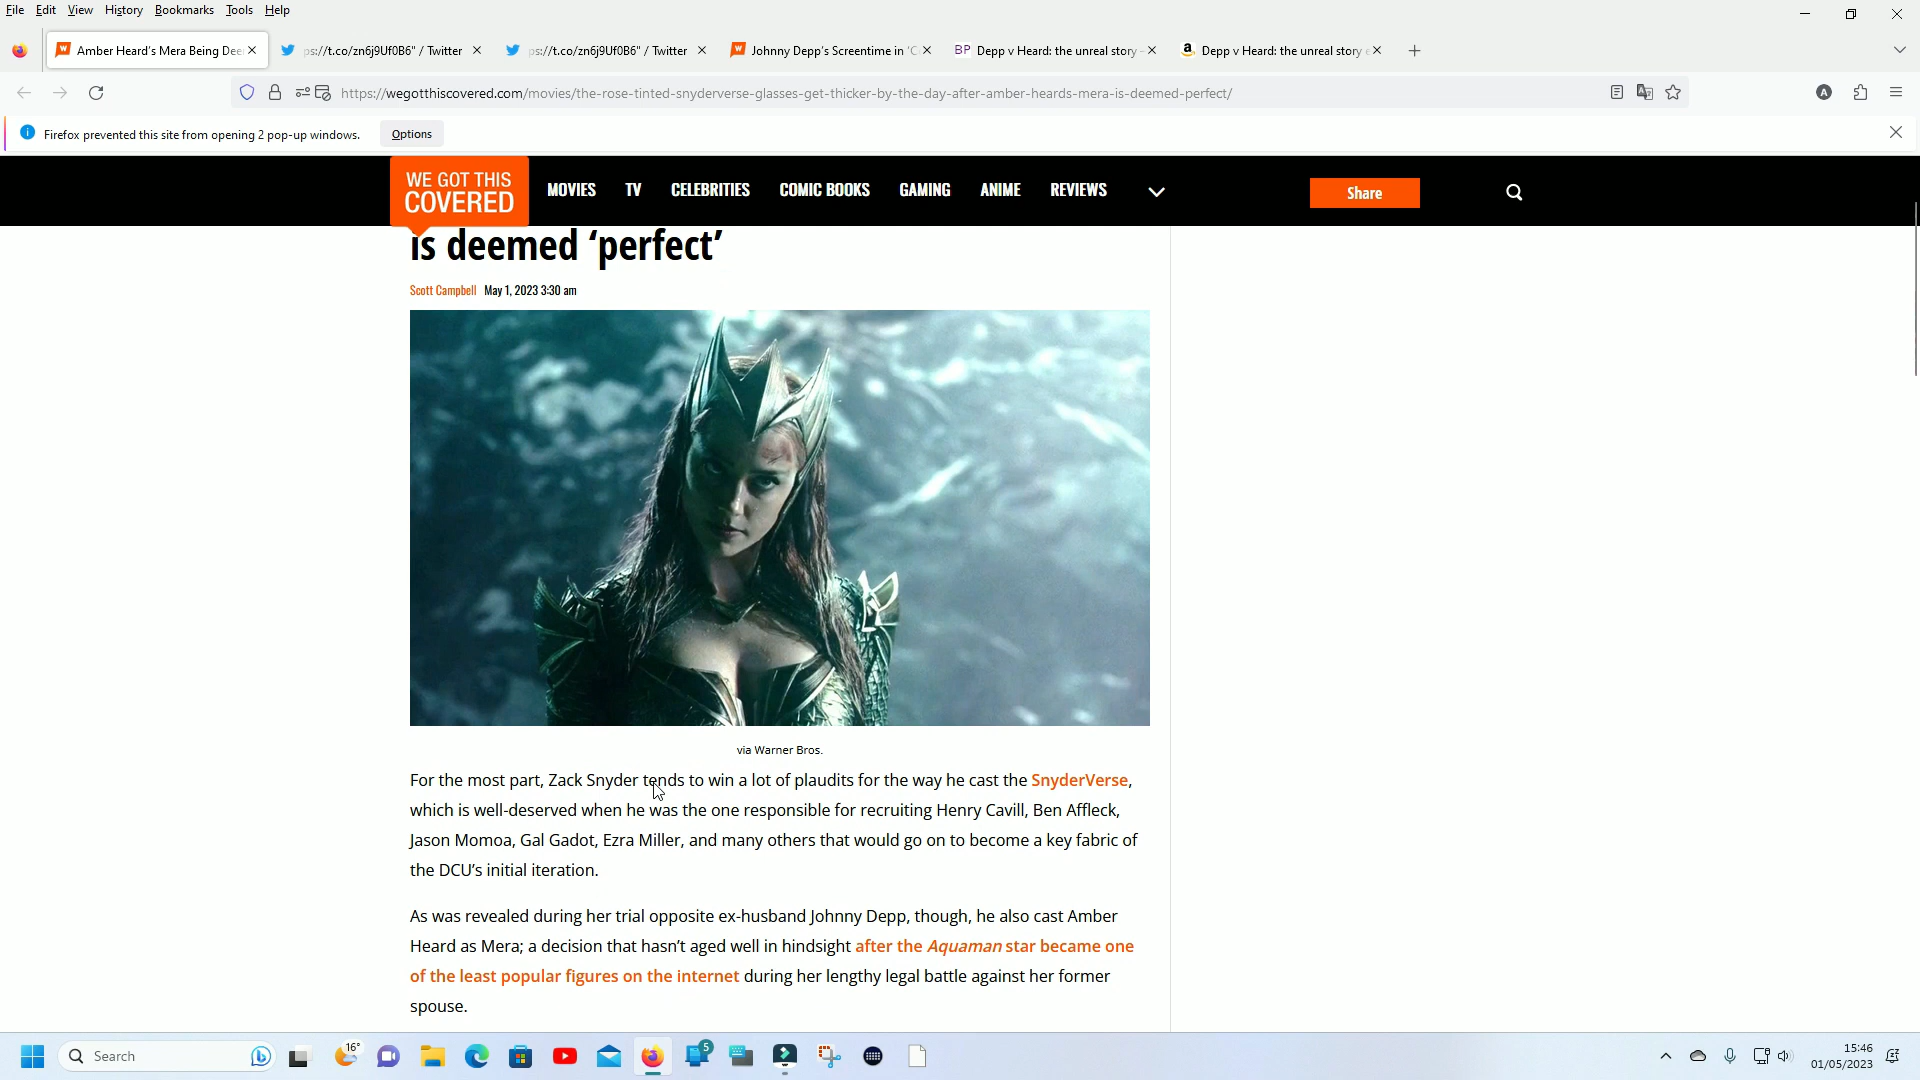 File Edit View History Bookmarks Tools Help
Amber Heard's Mera Being Dee
ps://t.co/zn6j9Uf0B6" / Twitter
ps://t.co/zn6j9Uf0B6" / Twitter
Johnny Depp's Screentime in 'C
BP Depp v Heard: the unreal story -
Depp v Heard: the unreal story e
https://wegotthiscovered.com/movies/the-rose-tinted-snyderverse-glasses-get-thicker-by-the-day-after-amber-heards-mera-is-deemed-perfect/
A
Firefox prevented this site from opening 2 pop-up windows. Options
WE GOT THIS
COVERED
MOVIES TV CELEBRITIES COMIC BOOKS GAMING ANIME REVIEWS
Share
is deemed ‘perfect’
Scott Campbell May 1, 2023 3:30 am
via Warner Bros.
For the most part, Zack Snyder tends to win a lot of plaudits for the way he cast the SnyderVerse,
which is well-deserved when he was the one responsible for recruiting Henry Cavill, Ben Affleck,
Jason Momoa, Gal Gadot, Ezra Miller, and many others that would go on to become a key fabric of
the DCU’s initial iteration.
As was revealed during her trial opposite ex-husband Johnny Depp, though, he also cast Amber
Heard as Mera; a decision that hasn’t aged well in hindsight after the Aquaman star became one
of the least popular figures on the internet during her lengthy legal battle against her former
spouse.
Search
16°
5
15:46
01/05/2023